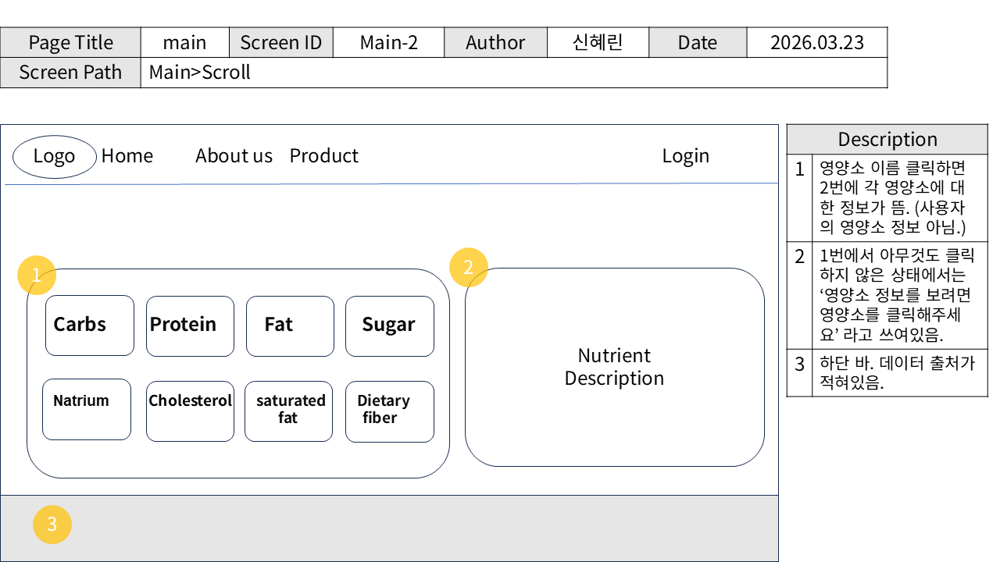 Page Title main Screen ID Main-2 Author 신혜린 Date 2026.03.23
Screen Path Main>Scroll
Logo Home About us Product Login
1
Carbs Protein Fat Sugar
Natrium Cholesterol saturated fat Dietary fiber
2
Nutrient
Description
3
Description
1 영양소 이름 클릭하면
2번에 각 영양소에 대
한 정보가 뜸. (사용자
의 영양소 정보 아님.)
2 1번에서 아무것도 클릭
하지 않은 상태에서는
‘영양소 정보를 보려면
영양소를 클릭해주세
요’ 라고 쓰여있음.
3 하단 바. 데이터 출처가
적혀있음.